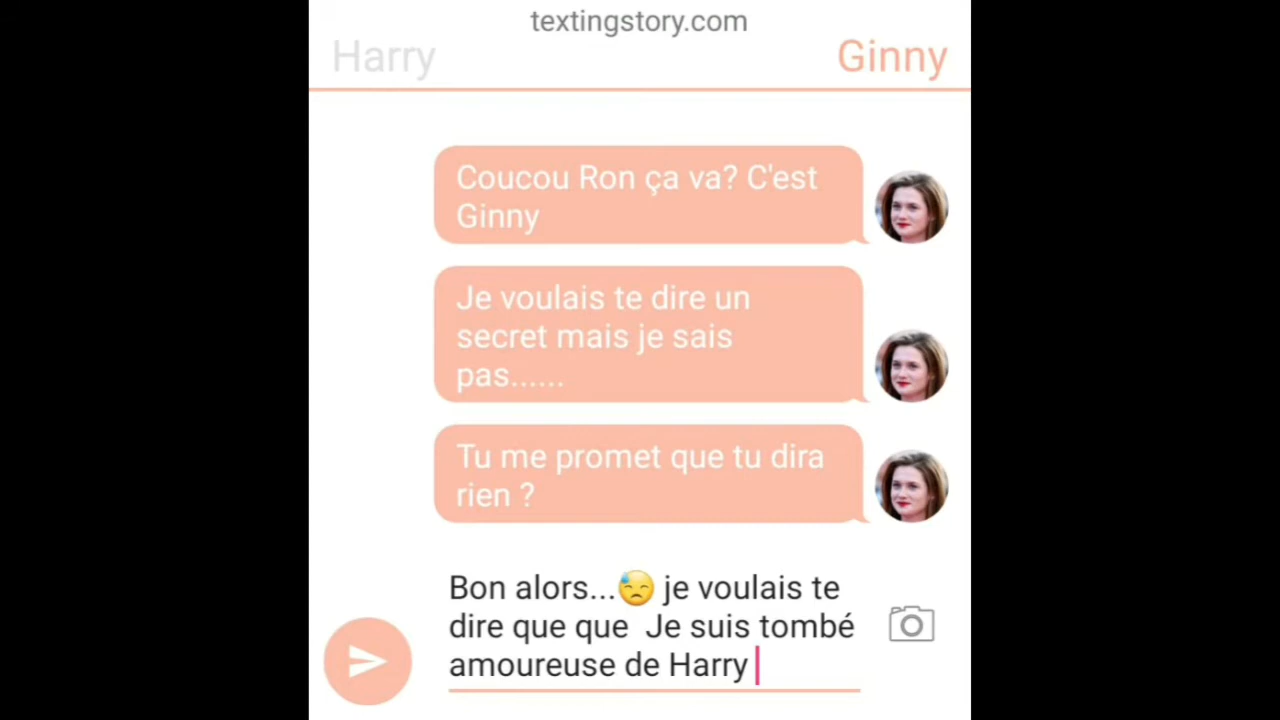 textingstory.com
Harry
Ginny
Coucou Ron ça va? C'est
Ginny
Je voulais te dire un
secret mais je sais
pas......
Tu me promet que tu dira
rien ?
Bon alors...😓 je voulais te
dire que que  Je suis tombé
amoureuse de Harry